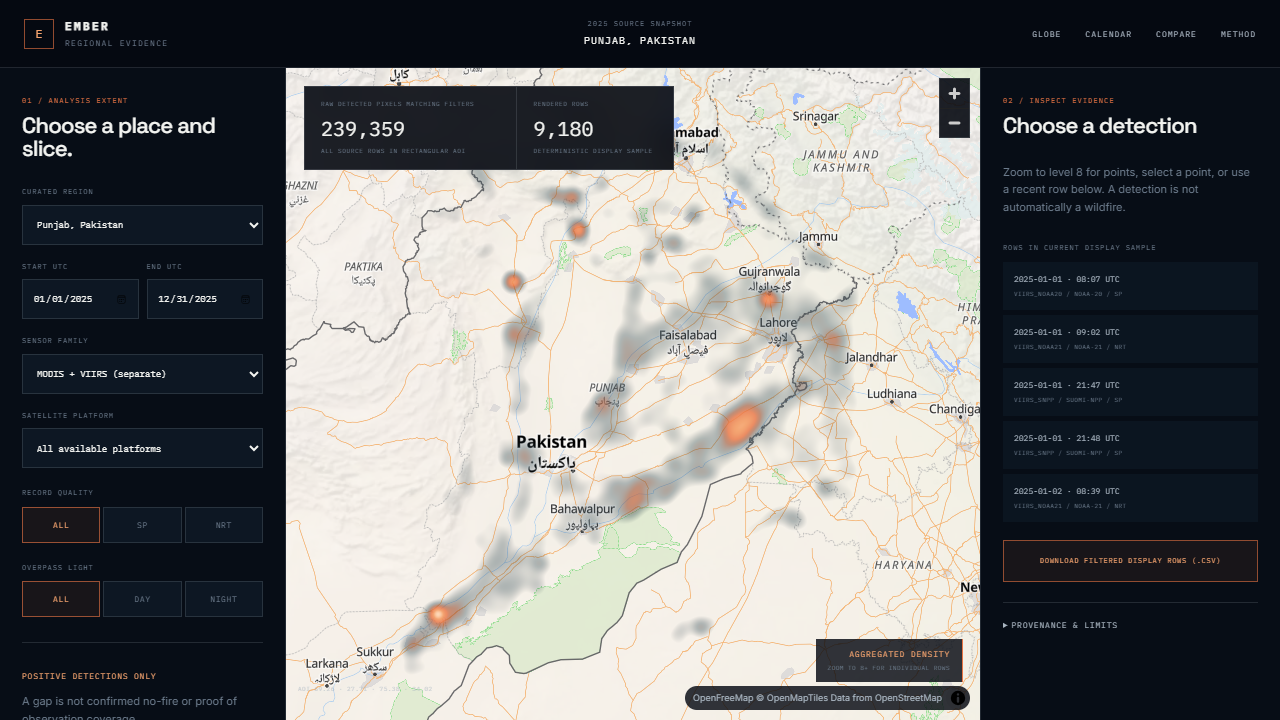 E
EMBER
REGIONAL EVIDENCE
2025 SOURCE SNAPSHOT
PUNJAB, PAKISTAN
GLOBE
CALENDAR
COMPARE
METHOD
01 / ANALYSIS EXTENT
Choose a place and
slice.
CURATED REGION
Punjab, Pakistan
START UTC
END UTC
01/01/2025
12/31/2025
SENSOR FAMILY
MODIS + VIIRS (separate)
SATELLITE PLATFORM
All available platforms
RECORD QUALITY
ALL
SP
NRT
OVERPASS LIGHT
ALL
DAY
NIGHT
POSITIVE DETECTIONS ONLY
A gap is not confirmed no-fire or proof of
observation coverage.
RAW DETECTED PIXELS MATCHING FILTERS
239,359
ALL SOURCE ROWS IN RECTANGULAR AOI
RENDERED ROWS
9,180
DETERMINISTIC DISPLAY SAMPLE
کابل
GHAZNI
غزني
PAKTIKA
پکتیکا
Srinagar
JAMMU AND
KASHMIR
Jammu
Gujranwala
گوجرانوالہ
Lahore
لاہور
Faisalabad
فیصل آباد
Jalandhar
Ludhiana
PUNJAB
پنجاب
Pakistan
پاکستان
Bahawalpur
بہاولپور
HARYANA
Sukkur
سکھر
Larkana
لاڑکانہ
+
−
AGGREGATED DENSITY
ZOOM TO 8+ FOR INDIVIDUAL ROWS
OpenFreeMap © OpenMapTiles Data from OpenStreetMap
02 / INSPECT EVIDENCE
Choose a detection
Zoom to level 8 for points, select a point, or use
a recent row below. A detection is not
automatically a wildfire.
ROWS IN CURRENT DISPLAY SAMPLE
2025-01-01 · 08:07 UTC
VIIRS_NOAA20 / NOAA-20 / SP
2025-01-01 · 09:02 UTC
VIIRS_NOAA21 / NOAA-21 / NRT
2025-01-01 · 21:47 UTC
VIIRS_SNPP / SUOMI-NPP / SP
2025-01-01 · 21:48 UTC
VIIRS_SNPP / SUOMI-NPP / SP
2025-01-02 · 08:39 UTC
VIIRS_NOAA21 / NOAA-21 / NRT
DOWNLOAD FILTERED DISPLAY ROWS (.CSV)
PROVENANCE & LIMITS